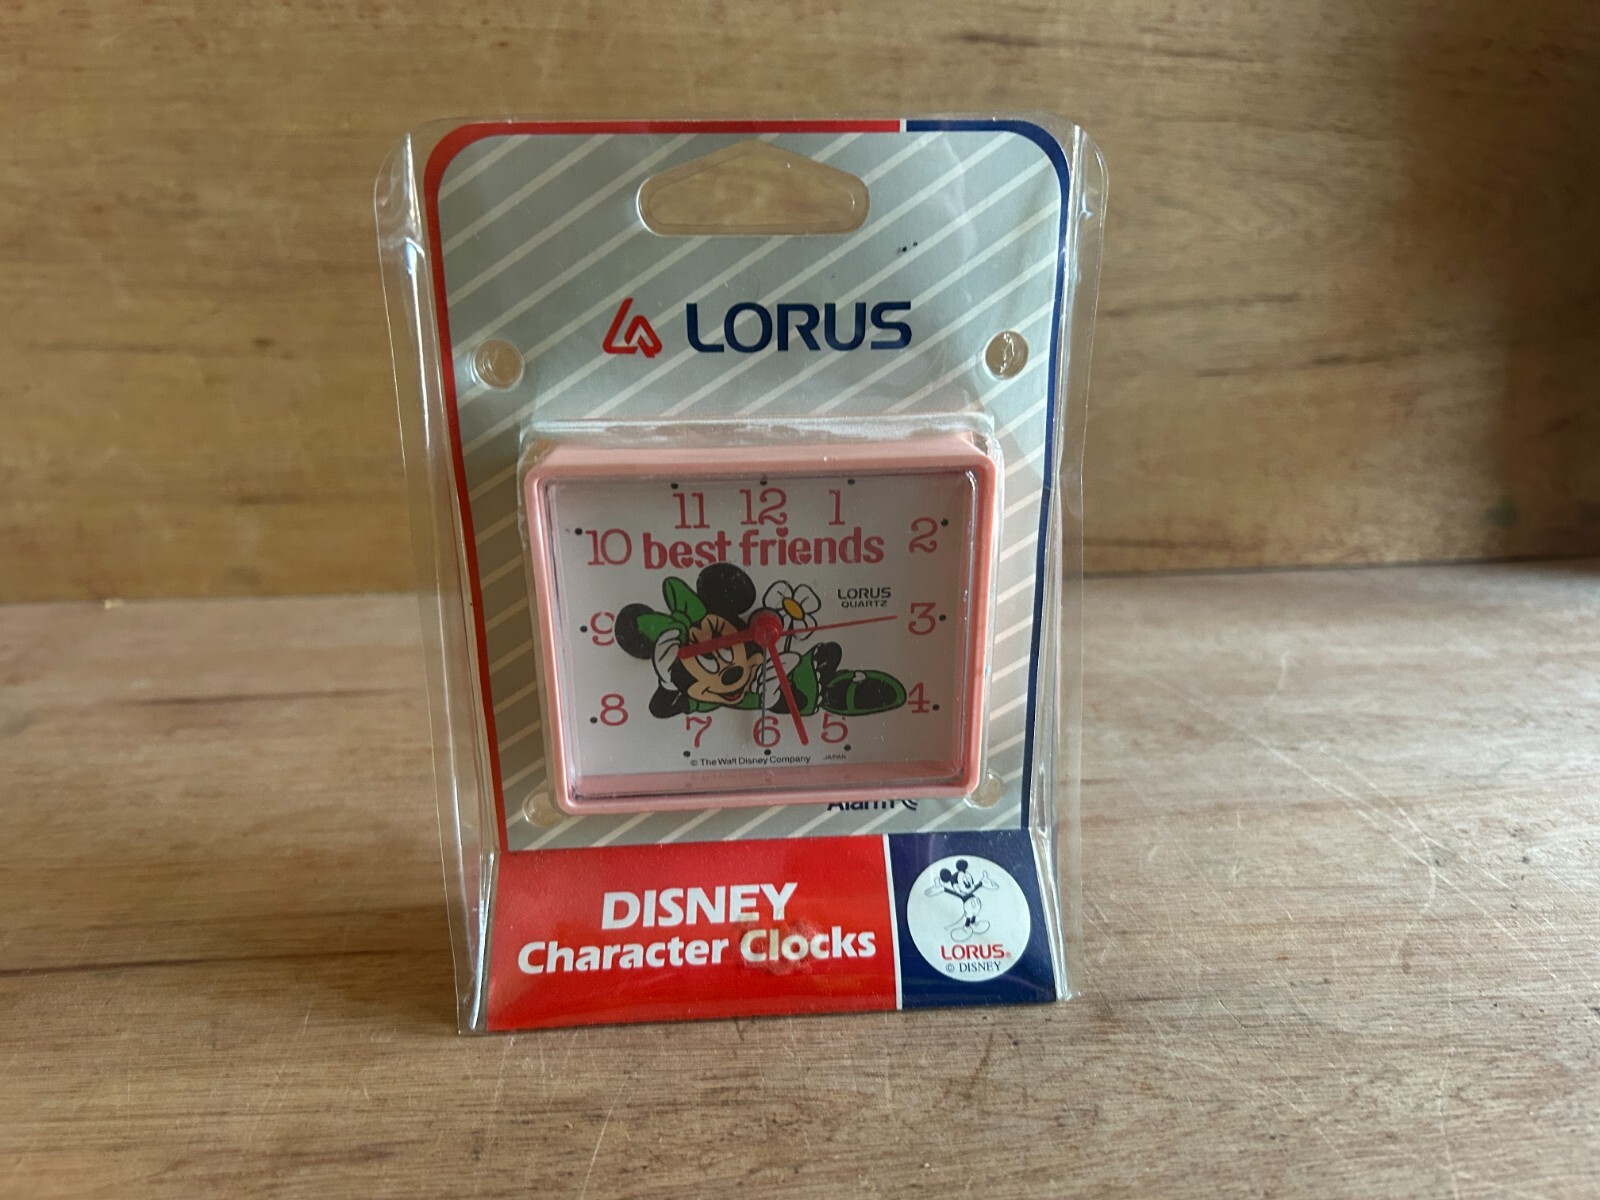 LORUS
11 12 1
10 best friends 2
LORUS
QUARTZ
9 3
8 4
7 6 5
© The Walt Disney Company JAPAN
Alarm
DISNEY
Character Clocks
LORUS®
© DISNEY